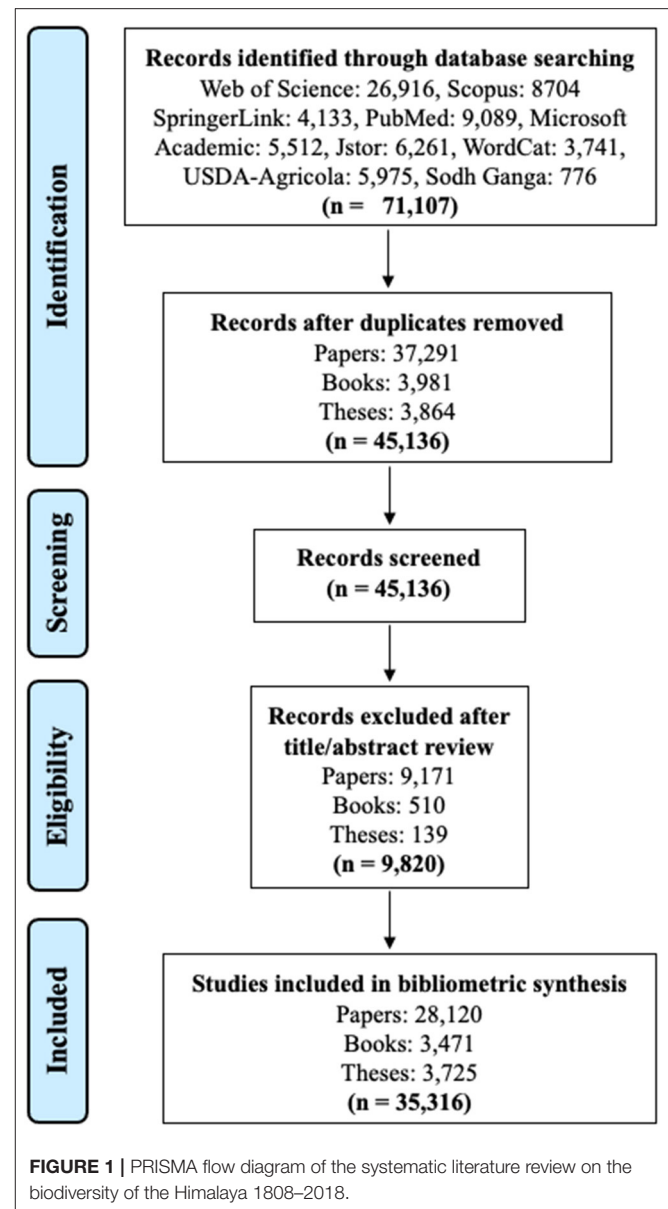 Identification
Records identified through database searching
Web of Science: 26,916, Scopus: 8704
SpringerLink: 4,133, PubMed: 9,089, Microsoft
Academic: 5,512, Jstor: 6,261, WordCat: 3,741,
USDA-Agricola: 5,975, Sodh Ganga: 776
(n = 71,107)
Records after duplicates removed
Papers: 37,291
Books: 3,981
Theses: 3,864
(n = 45,136)
Screening
Records screened
(n = 45,136)
Eligibility
Records excluded after
title/abstract review
Papers: 9,171
Books: 510
Theses: 139
(n = 9,820)
Included
Studies included in bibliometric synthesis
Papers: 28,120
Books: 3,471
Theses: 3,725
(n = 35,316)
FIGURE 1 | PRISMA flow diagram of the systematic literature review on the
biodiversity of the Himalaya 1808–2018.